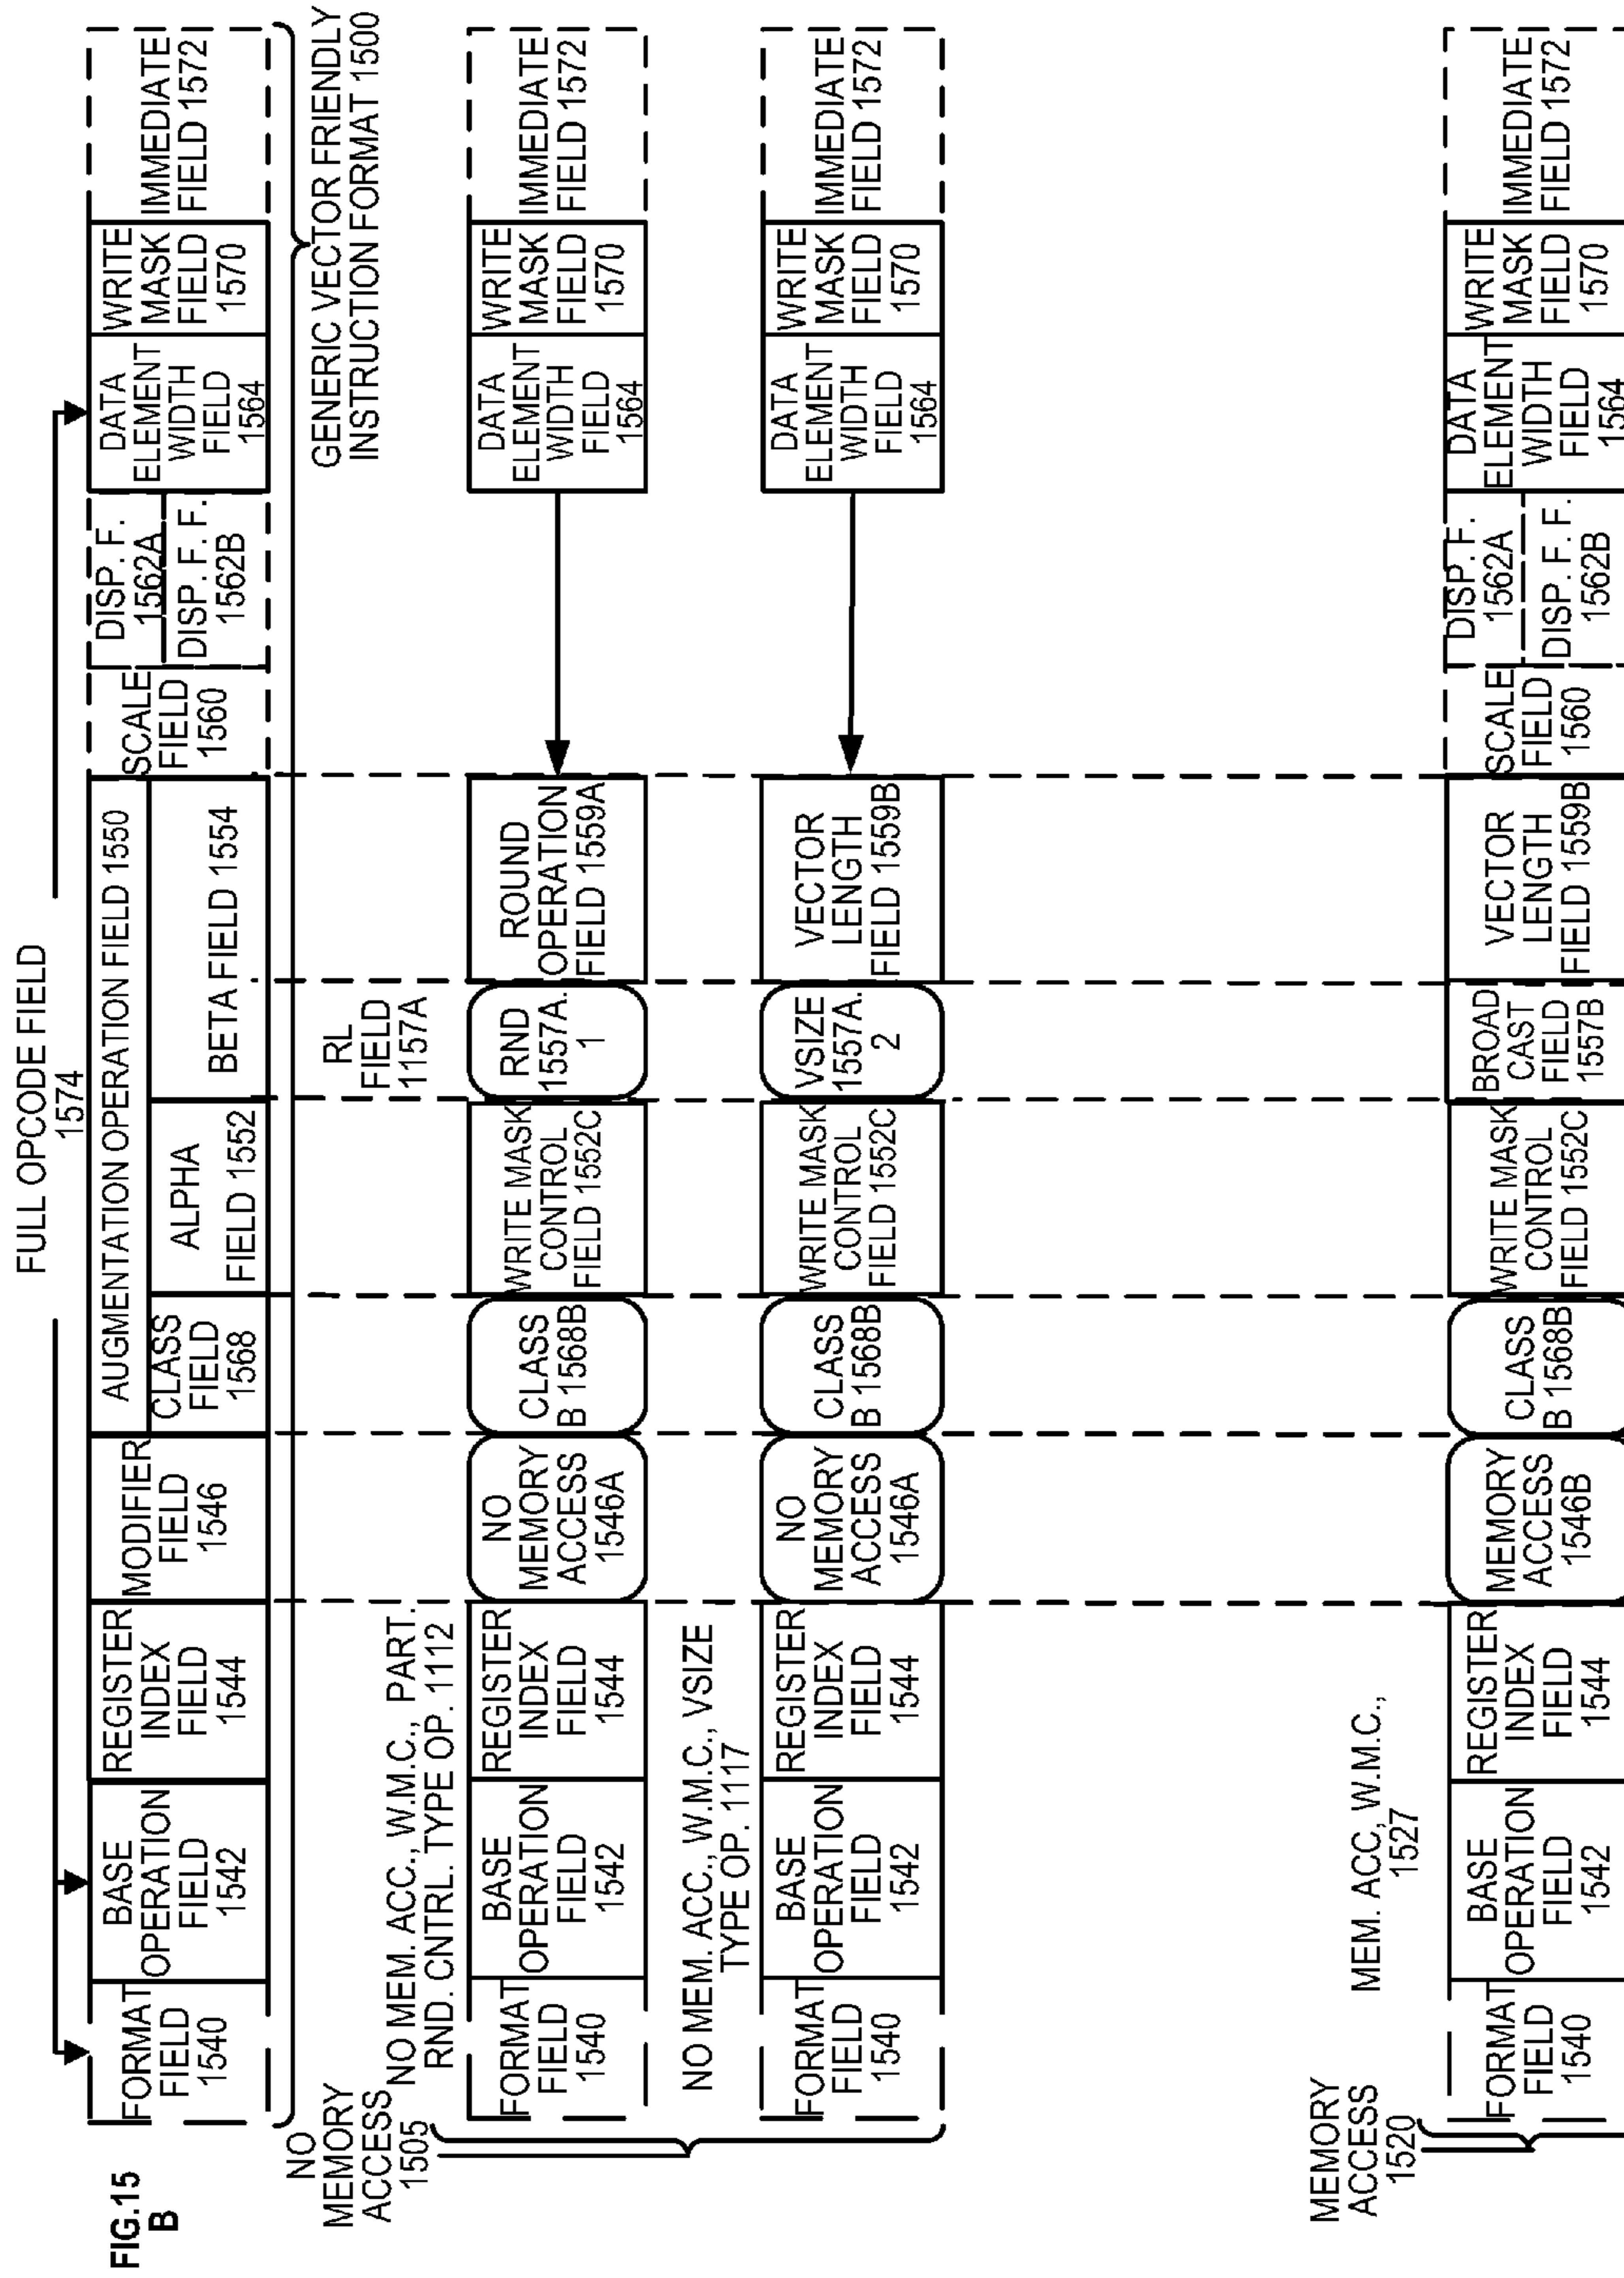 FIG.15
B
FULL OPCODE FIELD
1574
FORMAT
FIELD
1540
BASE
OPERATION
FIELD
1542
REGISTER
INDEX
FIELD
1544
MODIFIER
FIELD
1546
AUGMENTATION OPERATION FIELD 1550
CLASS
FIELD
1568
ALPHA
FIELD 1552
BETA FIELD 1554
SCALE
FIELD
1560
DISP. F.
1562A
DISP. F. F.
1562B
DATA
ELEMENT
WIDTH
FIELD
1564
WRITE
MASK
FIELD
1570
IMMEDIATE
FIELD 1572
GENERIC VECTOR FRIENDLY
INSTRUCTION FORMAT 1500
NO
MEMORY
ACCESS
1505
NO MEM. ACC., W.M.C., PART.
RND. CNTRL. TYPE OP. 1112
RL
FIELD
1157A
FORMAT
FIELD
1540
BASE
OPERATION
FIELD
1542
REGISTER
INDEX
FIELD
1544
NO
MEMORY
ACCESS
1546A
CLASS
B 1568B
WRITE MASK
CONTROL
FIELD 1552C
RND
1557A.
1
ROUND
OPERATION
FIELD 1559A
DATA
ELEMENT
WIDTH
FIELD
1564
WRITE
MASK
FIELD
1570
IMMEDIATE
FIELD 1572
NO MEM. ACC., W.M.C., VSIZE
TYPE OP. 1117
FORMAT
FIELD
1540
BASE
OPERATION
FIELD
1542
REGISTER
INDEX
FIELD
1544
NO
MEMORY
ACCESS
1546A
CLASS
B 1568B
WRITE MASK
CONTROL
FIELD 1552C
VSIZE
1557A.
2
VECTOR
LENGTH
FIELD 1559B
DATA
ELEMENT
WIDTH
FIELD
1564
WRITE
MASK
FIELD
1570
IMMEDIATE
FIELD 1572
MEMORY
ACCESS
1520
MEM. ACC, W.M.C.,
1527
FORMAT
FIELD
1540
BASE
OPERATION
FIELD
1542
REGISTER
INDEX
FIELD
1544
MEMORY
ACCESS
1546B
CLASS
B 1568B
WRITE MASK
CONTROL
FIELD 1552C
BROAD
CAST
FIELD
1557B
VECTOR
LENGTH
FIELD 1559B
SCALE
FIELD
1560
DISP. F.
1562A
DISP. F. F.
1562B
DATA
ELEMENT
WIDTH
FIELD
1564
WRITE
MASK
FIELD
1570
IMMEDIATE
FIELD 1572